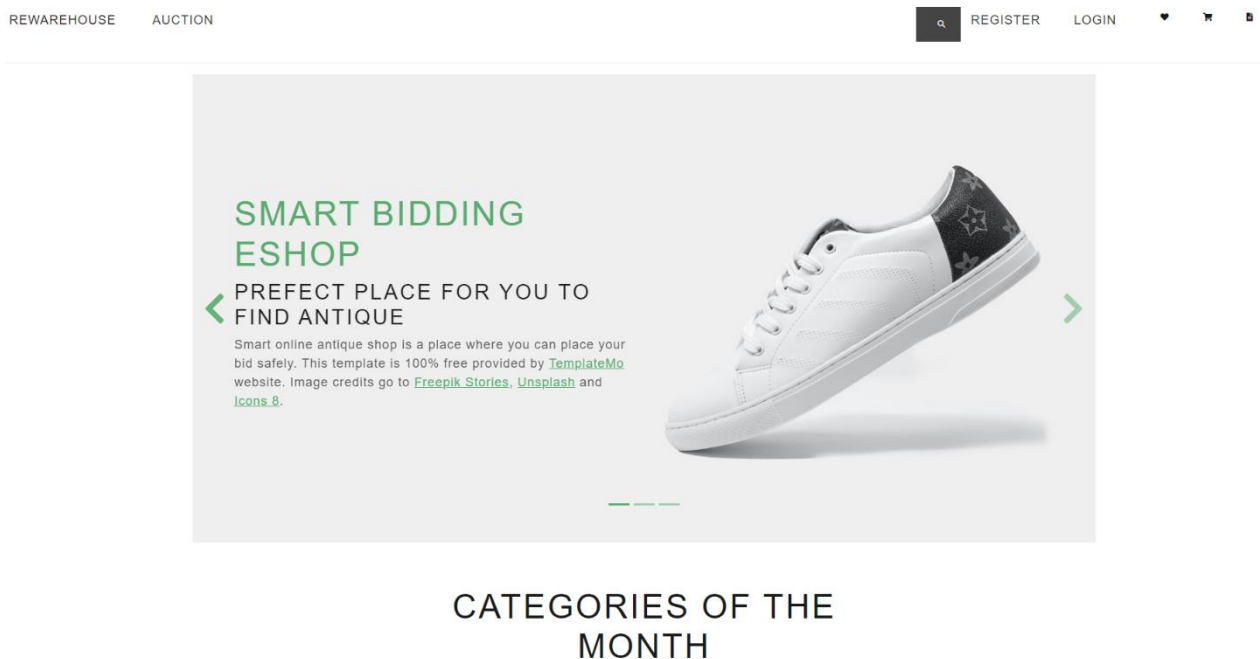 REWAREHOUSE AUCTION REGISTER LOGIN
SMART BIDDING
ESHOP
PREFECT PLACE FOR YOU TO
FIND ANTIQUE
Smart online antique shop is a place where you can place your
bid safely. This template is 100% free provided by TemplateMo
website. Image credits go to Freepik Stories, Unsplash and
Icons 8.
CATEGORIES OF THE
MONTH